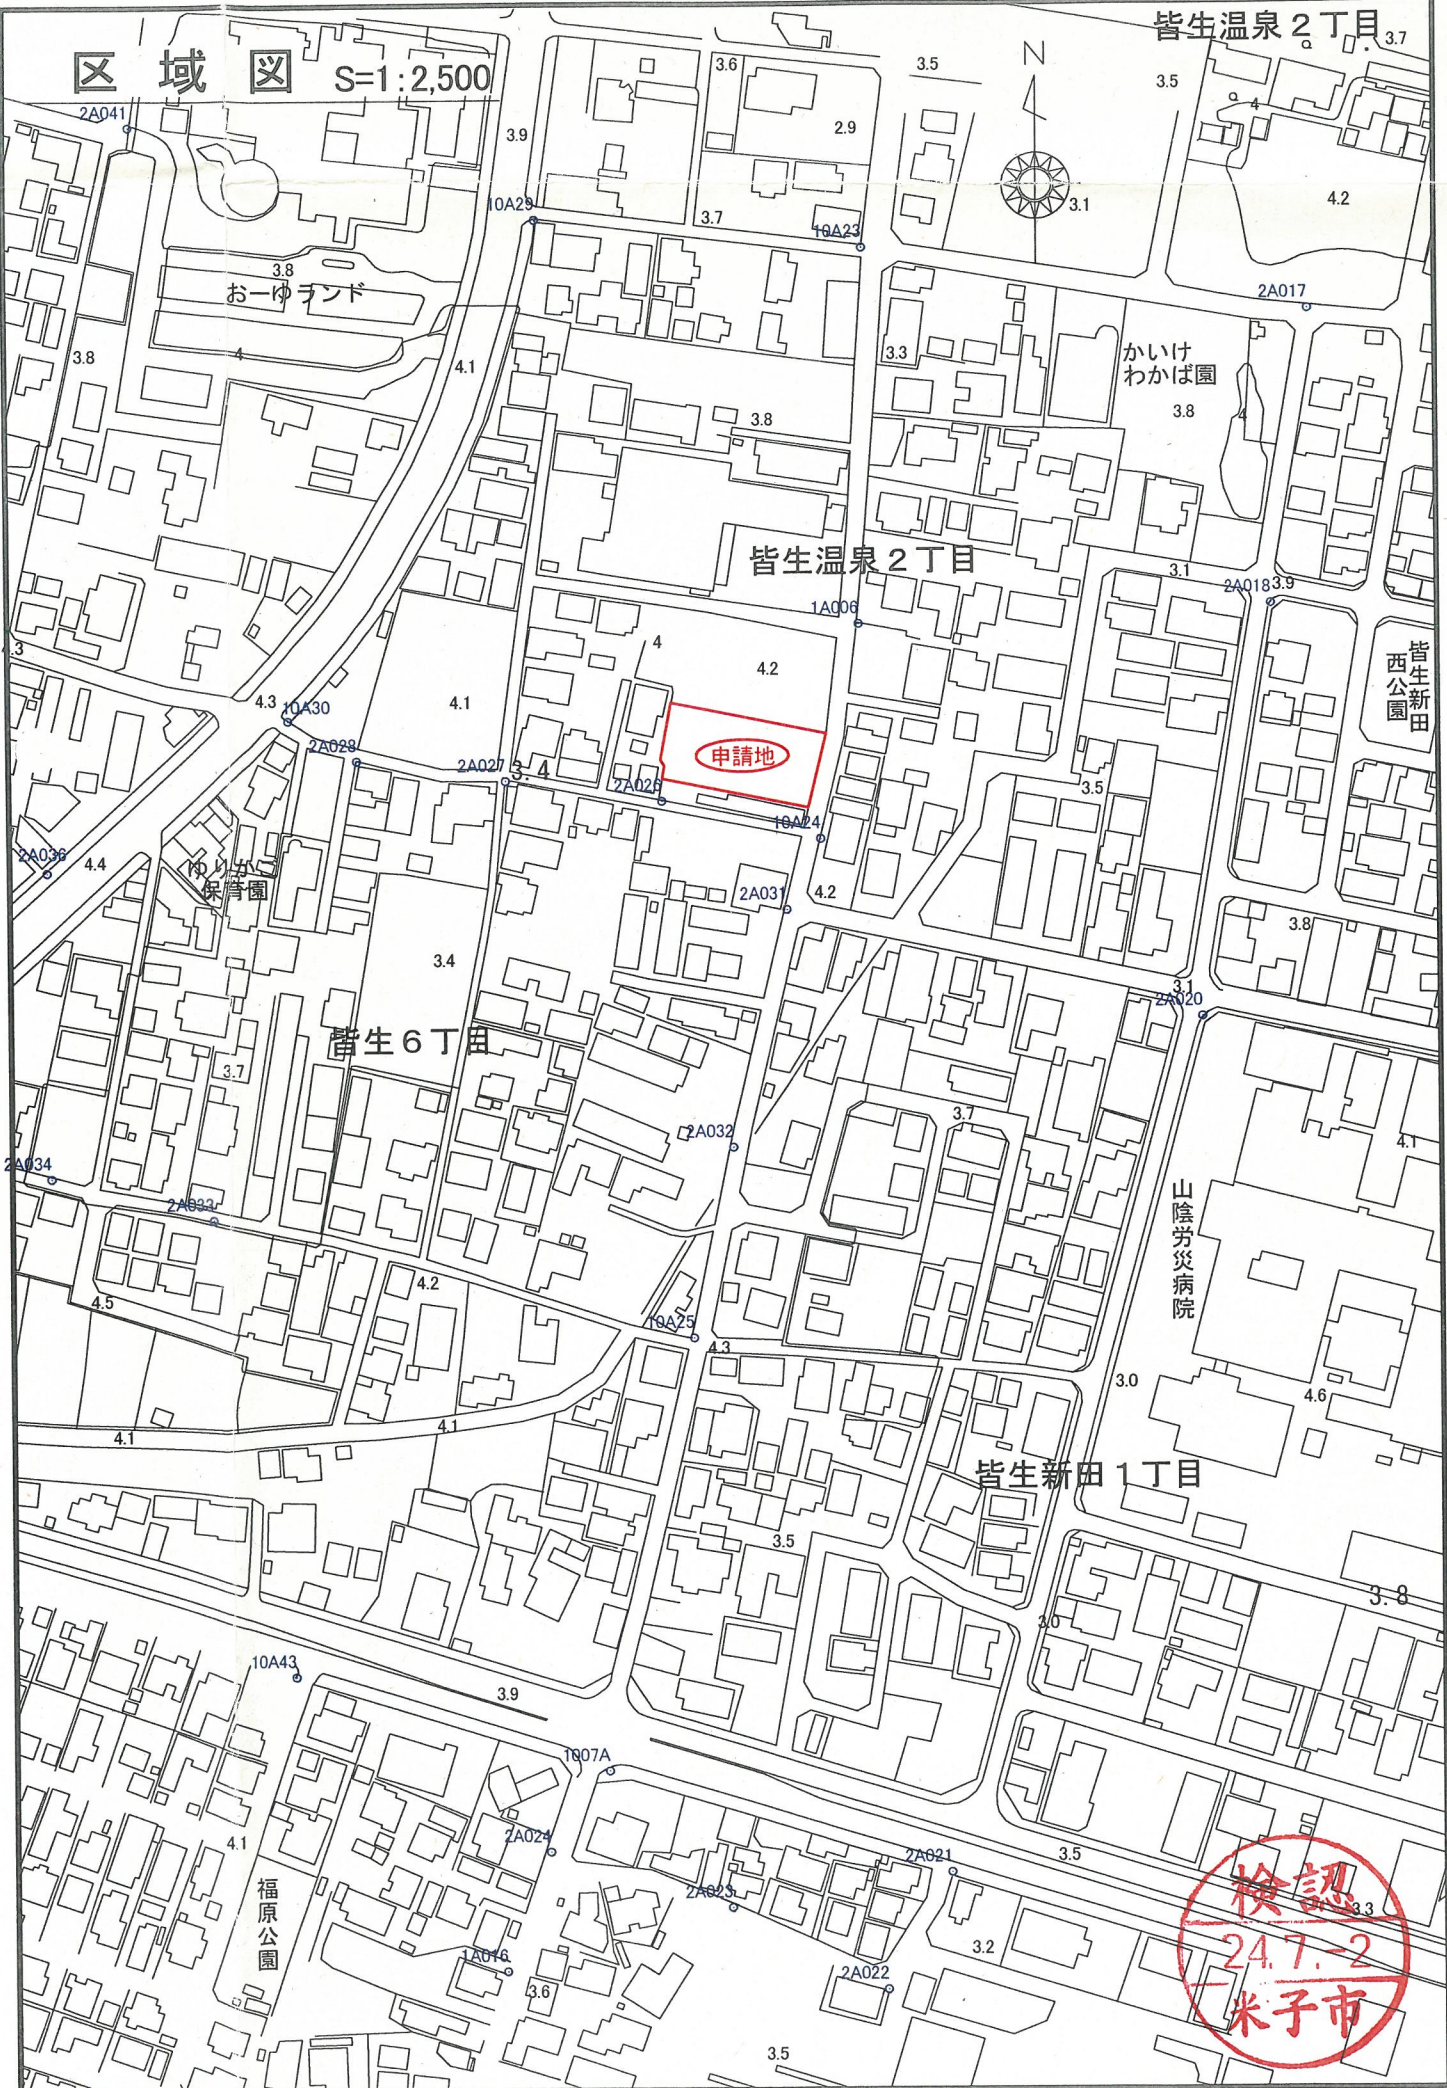 皆生温泉２丁目
3.7
区域図 S=1:2,500
N
3.6
3.5
3.5
4
2A041
3.9
2.9
3.1
4.2
10A29
3.7
10A23
3.8
おーゆランド
2A017
4
3.8
4.1
3.3
かいけ
わかば園
3.8
4
3.8
皆生温泉２丁目
3.1
2A018
3.9
1A006
4
4.2
皆生新田
西公園
4.3
4.3
10A30
4.1
2A028
2A027
3.4
申請地
2A026
3.5
10A24
2A036
4.4
ゆりかご
保育園
2A031
4.2
3.8
3.4
3.1
2A020
皆生６丁目
3.7
3.7
2A032
4.1
2A034
2A033
山陰労災病院
4.2
4.5
10A25
4.3
3.0
4.6
4.1
4.1
皆生新田１丁目
3.5
3.8
3.0
10A43
3.9
1007A
4.1
2A024
2A021
3.5
福原公園
2A023
3.3
検認
24.7.-2
米子市
3.2
1A016
3.6
2A022
3.5